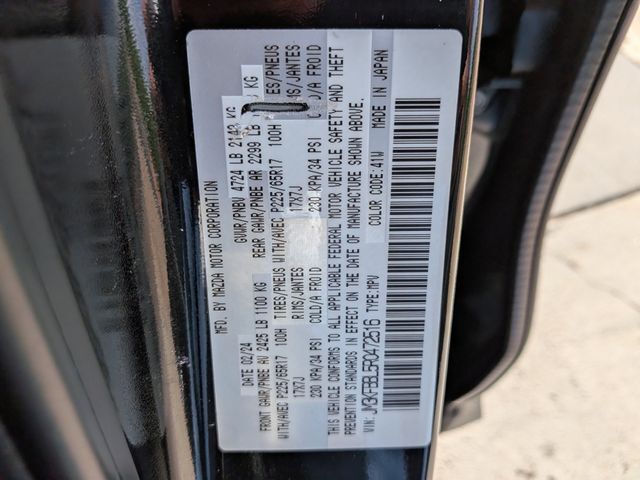 MFD. BY MAZDA MOTOR CORPORATION
DATE 02/24 GVWR/PNBV 4724 LB 2143 KG
FRONT GAWR/PNBE AV 2425 LB 1100 KG REAR GAWR/PNBE AR 2299 LB KG
WITH/AVEC P225/65R17 100H TIRES/PNEUS WITH/AVEC P225/65R17 100H
17X7J RIMS/JANTES 17X7J
230 KPA/34 PSI COLD/A FROID 230 KPA/34 PSI /A FROID
THIS VEHICLE CONFORMS TO ALL APPLICABLE FEDERAL MOTOR VEHICLE SAFETY AND THEFT
PREVENTION STANDARDS IN EFFECT ON THE DATE OF MANUFACTURE SHOWN ABOVE.
VIN: JM3KFBBL5R0472516 TYPE: MPV COLOR CODE: 41W MADE IN JAPAN